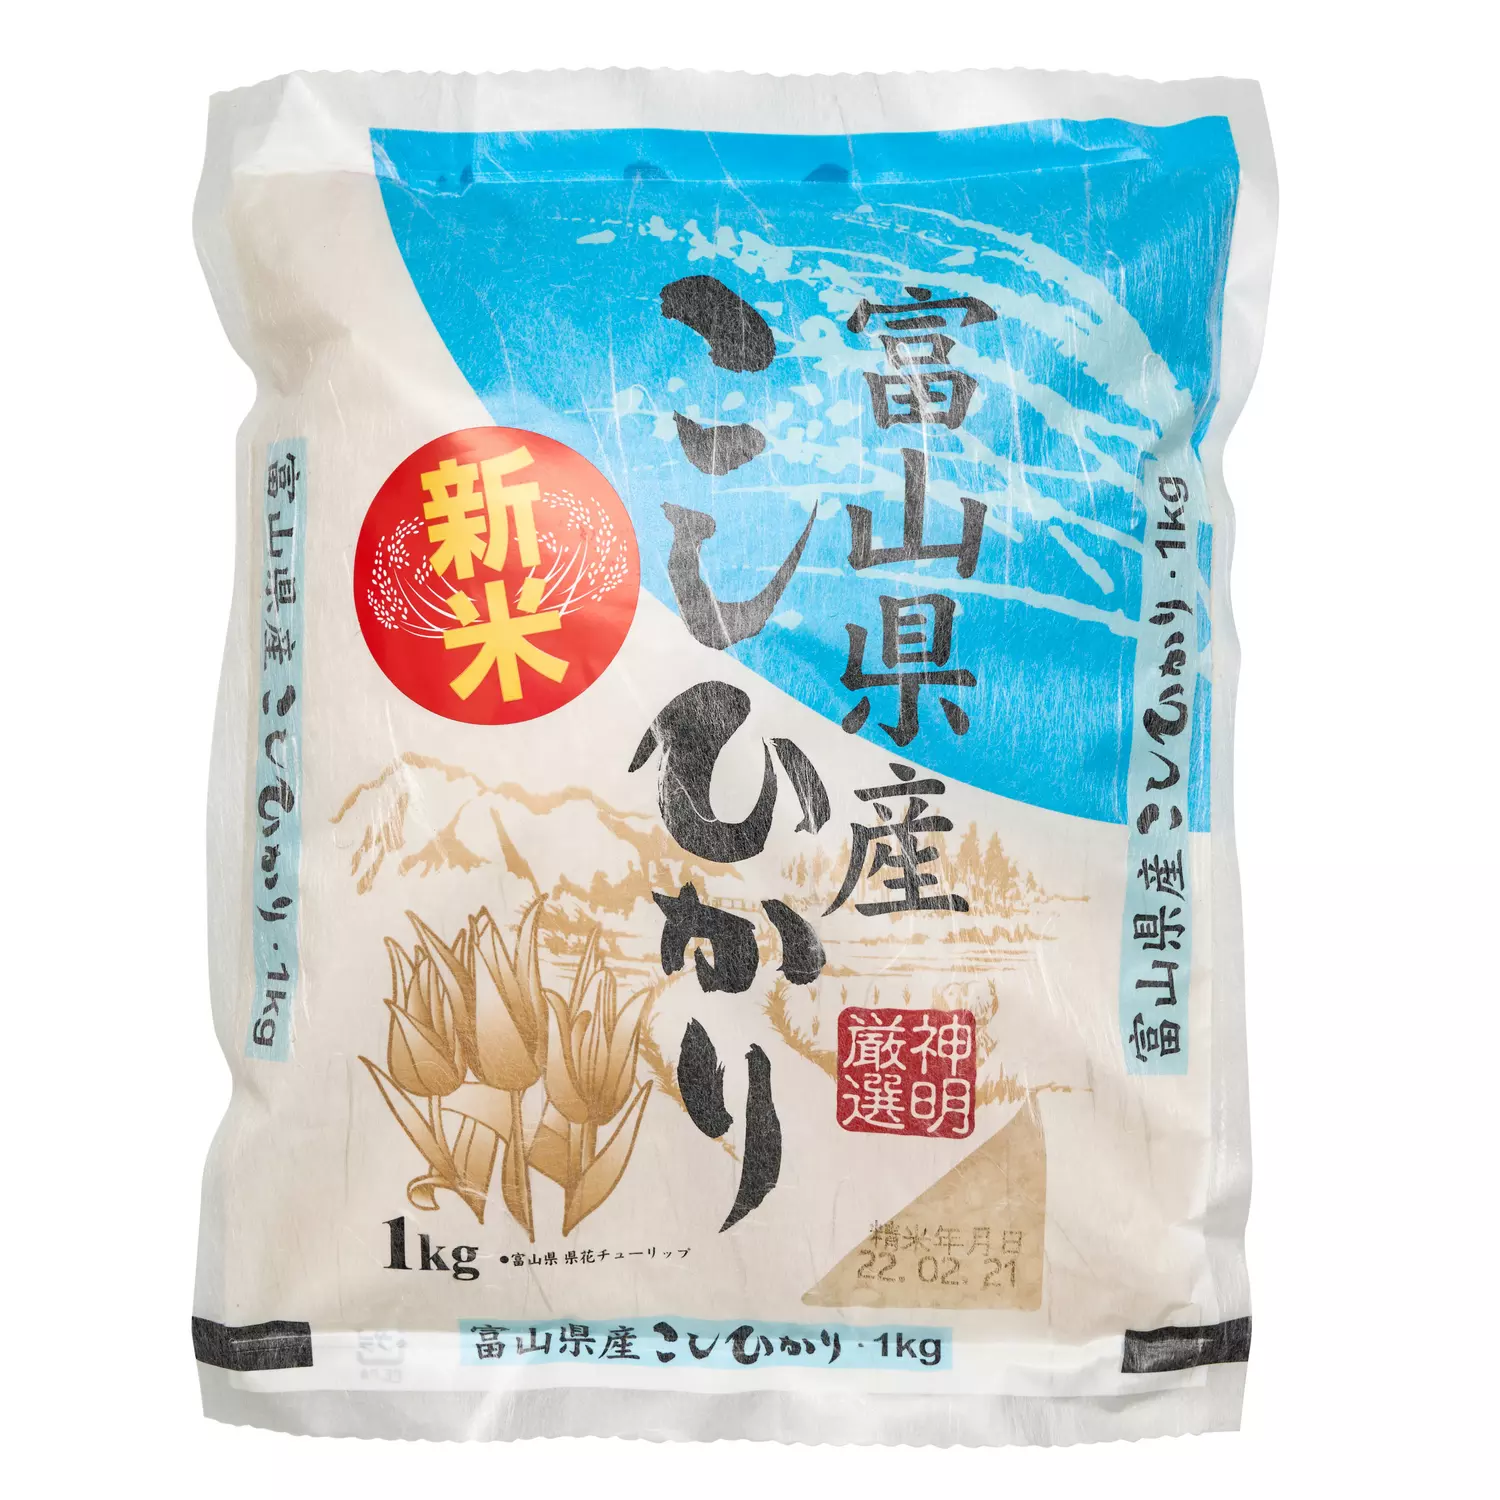 富山県産
こしひかり
新米
富山県産 こしひかり・1kg
富山県産 こしひかり・1kg
神明
厳選
精米年月日
22.02.21
1kg
●富山県 県花チューリップ
富山県産 こしひかり・1kg